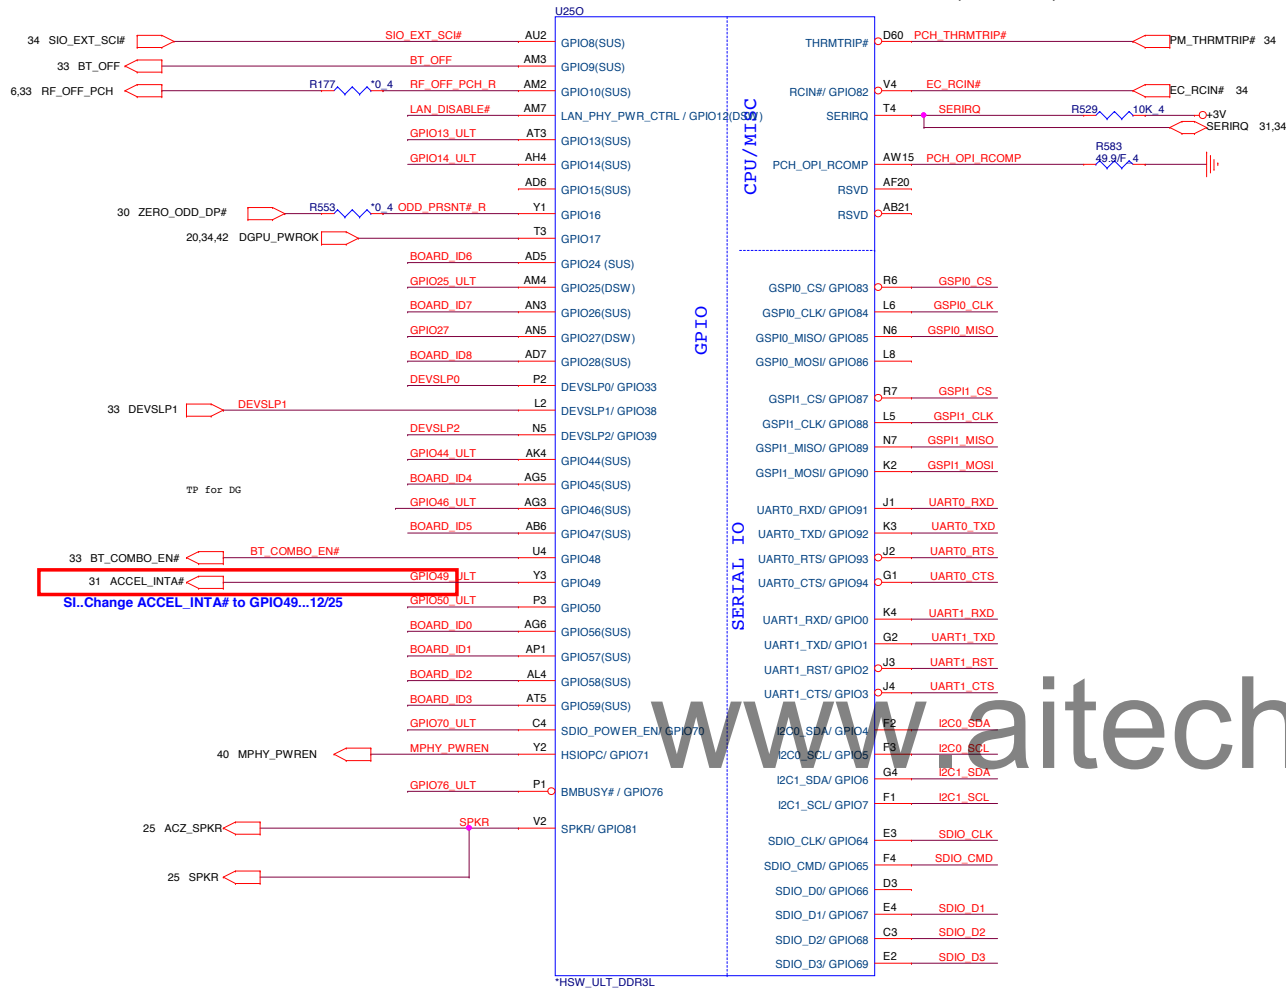 U25O
34 SIO_EXT_SCI# SIO_EXT_SCI# AU2 GPIO8(SUS)
33 BT_OFF BT_OFF AM3 GPIO9(SUS)
6,33 RF_OFF_PCH R177 *0_4 RF_OFF_PCH_R AM2 GPIO10(SUS)
LAN_DISABLE# AM7 LAN_PHY_PWR_CTRL / GPIO12(DSW)
GPIO13_ULT AT3 GPIO13(SUS)
GPIO14_ULT AH4 GPIO14(SUS)
AD6 GPIO15(SUS)
30 ZERO_ODD_DP# R553 *0_4 ODD_PRSNT#_R Y1 GPIO16
20,34,42 DGPU_PWROK T3 GPIO17
BOARD_ID6 AD5 GPIO24 (SUS)
GPIO25_ULT AM4 GPIO25(DSW)
BOARD_ID7 AN3 GPIO26(SUS)
GPIO27 AN5 GPIO27(DSW)
BOARD_ID8 AD7 GPIO28(SUS)
DEVSLP0 P2 DEVSLP0/ GPIO33
33 DEVSLP1 DEVSLP1 L2 DEVSLP1/ GPIO38
DEVSLP2 N5 DEVSLP2/ GPIO39
GPIO44_ULT AK4 GPIO44(SUS)
BOARD_ID4 AG5 GPIO45(SUS)
TP for DG
GPIO46_ULT AG3 GPIO46(SUS)
BOARD_ID5 AB6 GPIO47(SUS)
33 BT_COMBO_EN# BT_COMBO_EN# U4 GPIO48
31 ACCEL_INTA# GPIO49_ULT Y3 GPIO49
SI..Change ACCEL_INTA# to GPIO49...12/25
GPIO50_ULT P3 GPIO50
BOARD_ID0 AG6 GPIO56(SUS)
BOARD_ID1 AP1 GPIO57(SUS)
BOARD_ID2 AL4 GPIO58(SUS)
BOARD_ID3 AT5 GPIO59(SUS)
GPIO70_ULT C4 SDIO_POWER_EN/ GPIO70
40 MPHY_PWREN MPHY_PWREN Y2 HSIOPC/ GPIO71
GPIO76_ULT P1 BMBUSY# / GPIO76
25 ACZ_SPKR SPKR V2 SPKR/ GPIO81
25 SPKR
GPIO
CPU/MISC
SERIAL IO
THRMTRIP# D60 PCH_THRMTRIP# PM_THRMTRIP# 34
RCIN#/ GPIO82 V4 EC_RCIN# EC_RCIN# 34
SERIRQ T4 SERIRQ R529 10K_4 +3V
SERIRQ 31,34
R583
PCH_OPI_RCOMP AW15 PCH_OPI_RCOMP 49.9/F_4
RSVD AF20
RSVD AB21
GSPI0_CS/ GPIO83 R6 GSPI0_CS
GSPI0_CLK/ GPIO84 L6 GSPI0_CLK
GSPI0_MISO/ GPIO85 N6 GSPI0_MISO
GSPI0_MOSI/ GPIO86 L8
GSPI1_CS/ GPIO87 R7 GSPI1_CS
GSPI1_CLK/ GPIO88 L5 GSPI1_CLK
GSPI1_MISO/ GPIO89 N7 GSPI1_MISO
GSPI1_MOSI/ GPIO90 K2 GSPI1_MOSI
UART0_RXD/ GPIO91 J1 UART0_RXD
UART0_TXD/ GPIO92 K3 UART0_TXD
UART0_RTS/ GPIO93 J2 UART0_RTS
UART0_CTS/ GPIO94 G1 UART0_CTS
UART1_RXD/ GPIO0 K4 UART1_RXD
UART1_TXD/ GPIO1 G2 UART1_TXD
UART1_RST/ GPIO2 J3 UART1_RST
UART1_CTS/ GPIO3 J4 UART1_CTS
I2C0_SDA/ GPIO4 F2 I2C0_SDA
I2C0_SCL/ GPIO5 F3 I2C0_SCL
I2C1_SDA/ GPIO6 G4 I2C1_SDA
I2C1_SCL/ GPIO7 F1 I2C1_SCL
SDIO_CLK/ GPIO64 E3 SDIO_CLK
SDIO_CMD/ GPIO65 F4 SDIO_CMD
SDIO_D0/ GPIO66 D3
SDIO_D1/ GPIO67 E4 SDIO_D1
SDIO_D2/ GPIO68 C3 SDIO_D2
SDIO_D3/ GPIO69 E2 SDIO_D3
*HSW_ULT_DDR3L
www.aitech